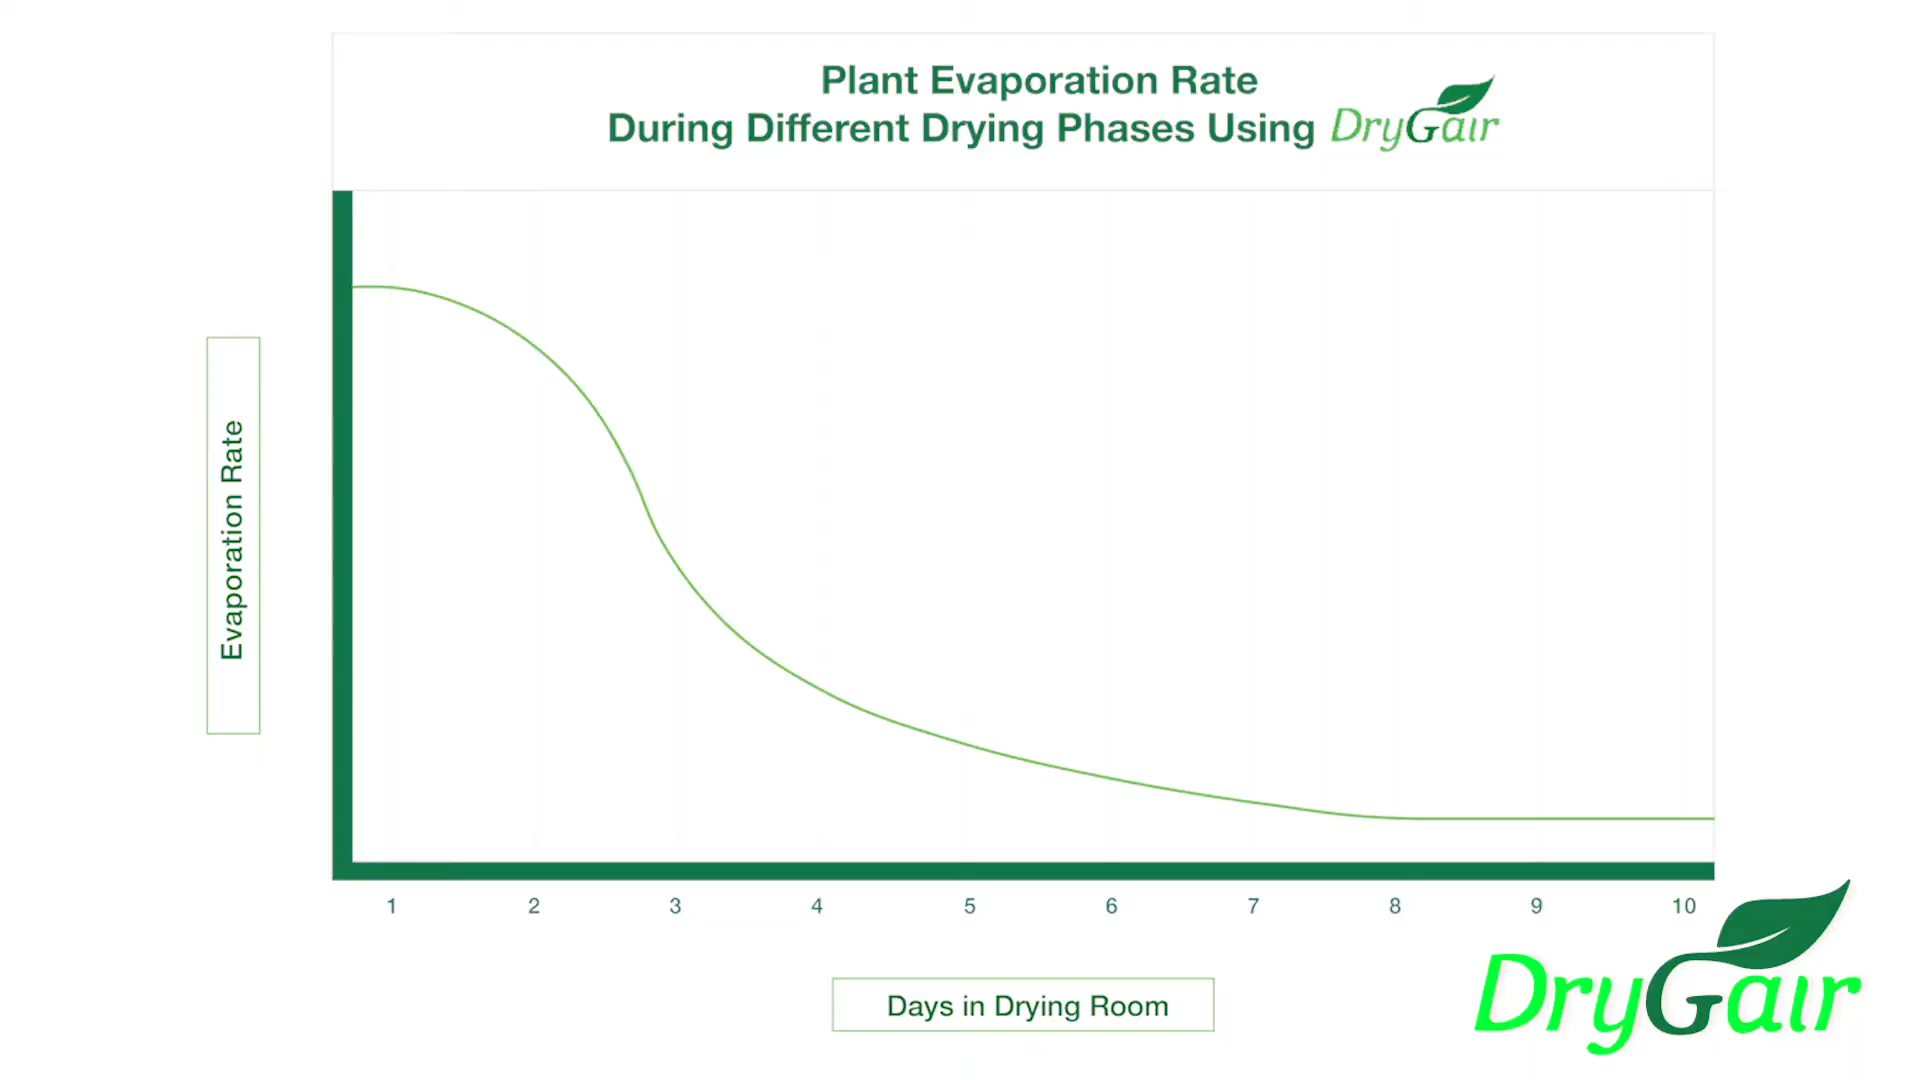 Plant Evaporation Rate
During Different Drying Phases Using DryGair
Evaporation Rate
1 2 3 4 5 6 7 8 9 10
Days in Drying Room
DryGair